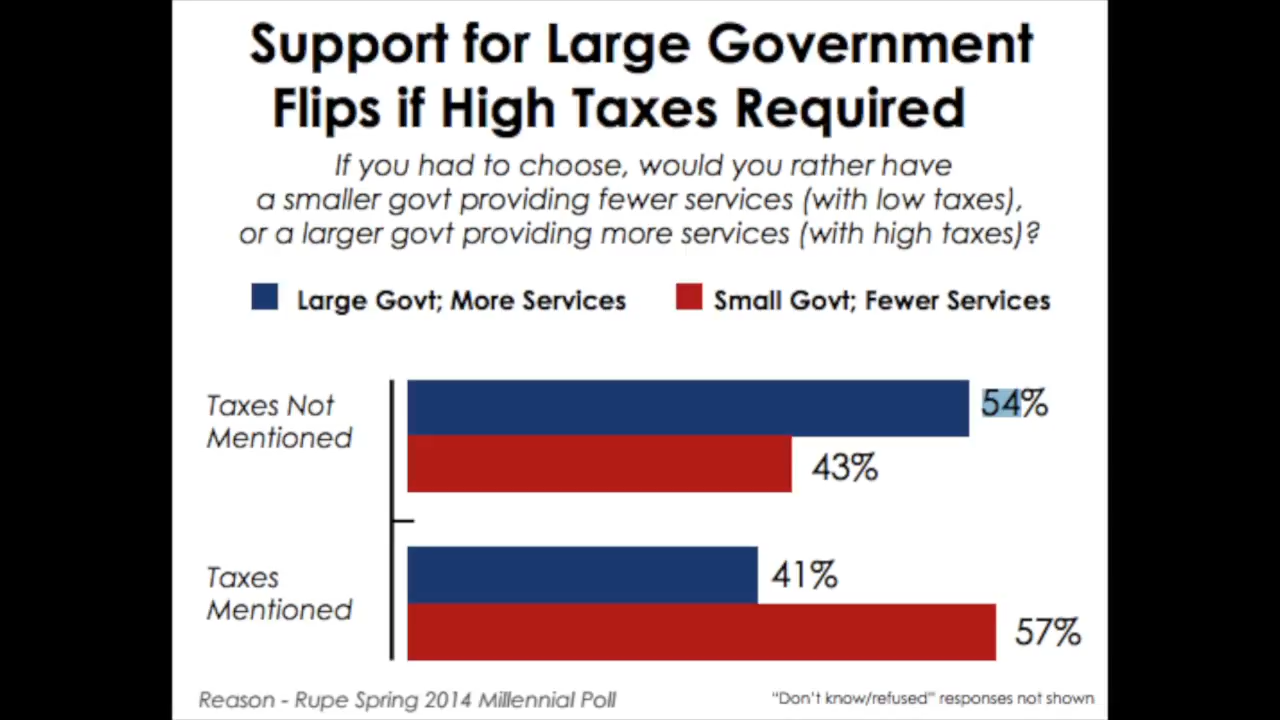 Support for Large Government
Flips if High Taxes Required
If you had to choose, would you rather have
a smaller govt providing fewer services (with low taxes),
or a larger govt providing more services (with high taxes)?
Large Govt; More Services
Small Govt; Fewer Services
Taxes Not
Mentioned
54%
43%
Taxes
Mentioned
41%
57%
Reason - Rupe Spring 2014 Millennial Poll
"Don't know/refused" responses not shown